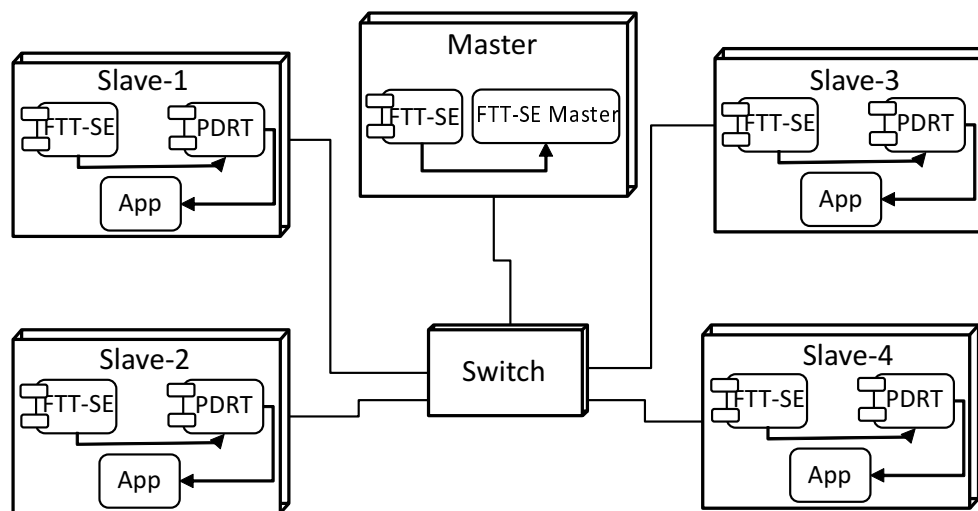 Slave-1
FTT-SE
PDRT
App
Master
FTT-SE
FTT-SE Master
Slave-3
FTT-SE
PDRT
App
Slave-2
FTT-SE
PDRT
App
Switch
Slave-4
FTT-SE
PDRT
App